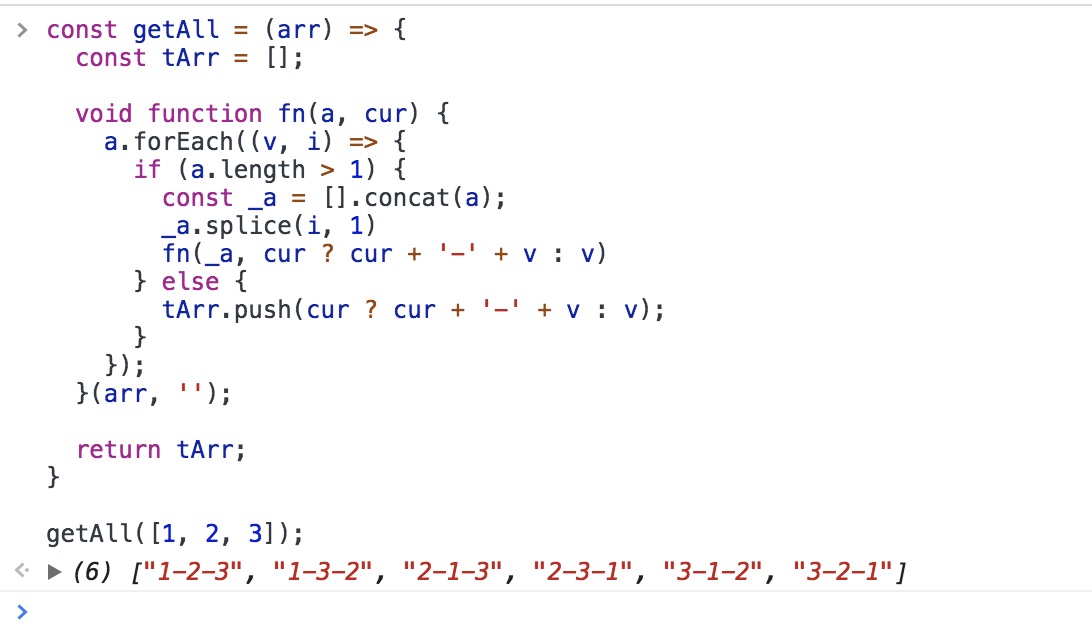 > const getAll = (arr) => {
  const tArr = [];

  void function fn(a, cur) {
    a.forEach((v, i) => {
      if (a.length > 1) {
        const _a = [].concat(a);
        _a.splice(i, 1)
        fn(_a, cur ? cur + '-' + v : v)
      } else {
        tArr.push(cur ? cur + '-' + v : v);
      }
    });
  }(arr, '');

  return tArr;
}

getAll([1, 2, 3]);
<· ▶ (6) ["1-2-3", "1-3-2", "2-1-3", "2-3-1", "3-1-2", "3-2-1"]
>